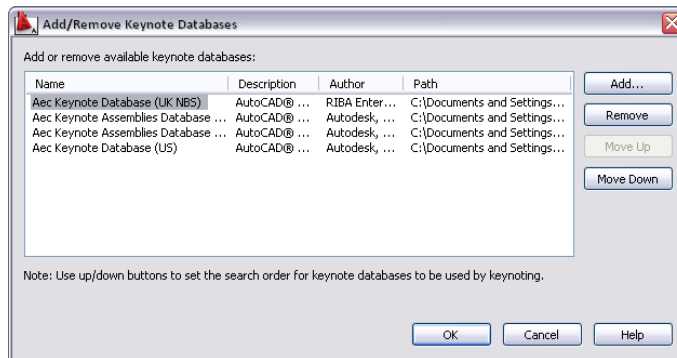 Add/Remove Keynote Databases
Add or remove available keynote databases:
Name Description Author Path
Aec Keynote Database (UK NBS) AutoCAD® ... RIBA Enter... C:\Documents and Settings...
Aec Keynote Assemblies Database ... AutoCAD® ... Autodesk, ... C:\Documents and Settings...
Aec Keynote Assemblies Database ... AutoCAD® ... Autodesk, ... C:\Documents and Settings...
Aec Keynote Database (US) AutoCAD® ... Autodesk, ... C:\Documents and Settings...
Add...
Remove
Move Up
Move Down
Note: Use up/down buttons to set the search order for keynote databases to be used by keynoting.
OK Cancel Help